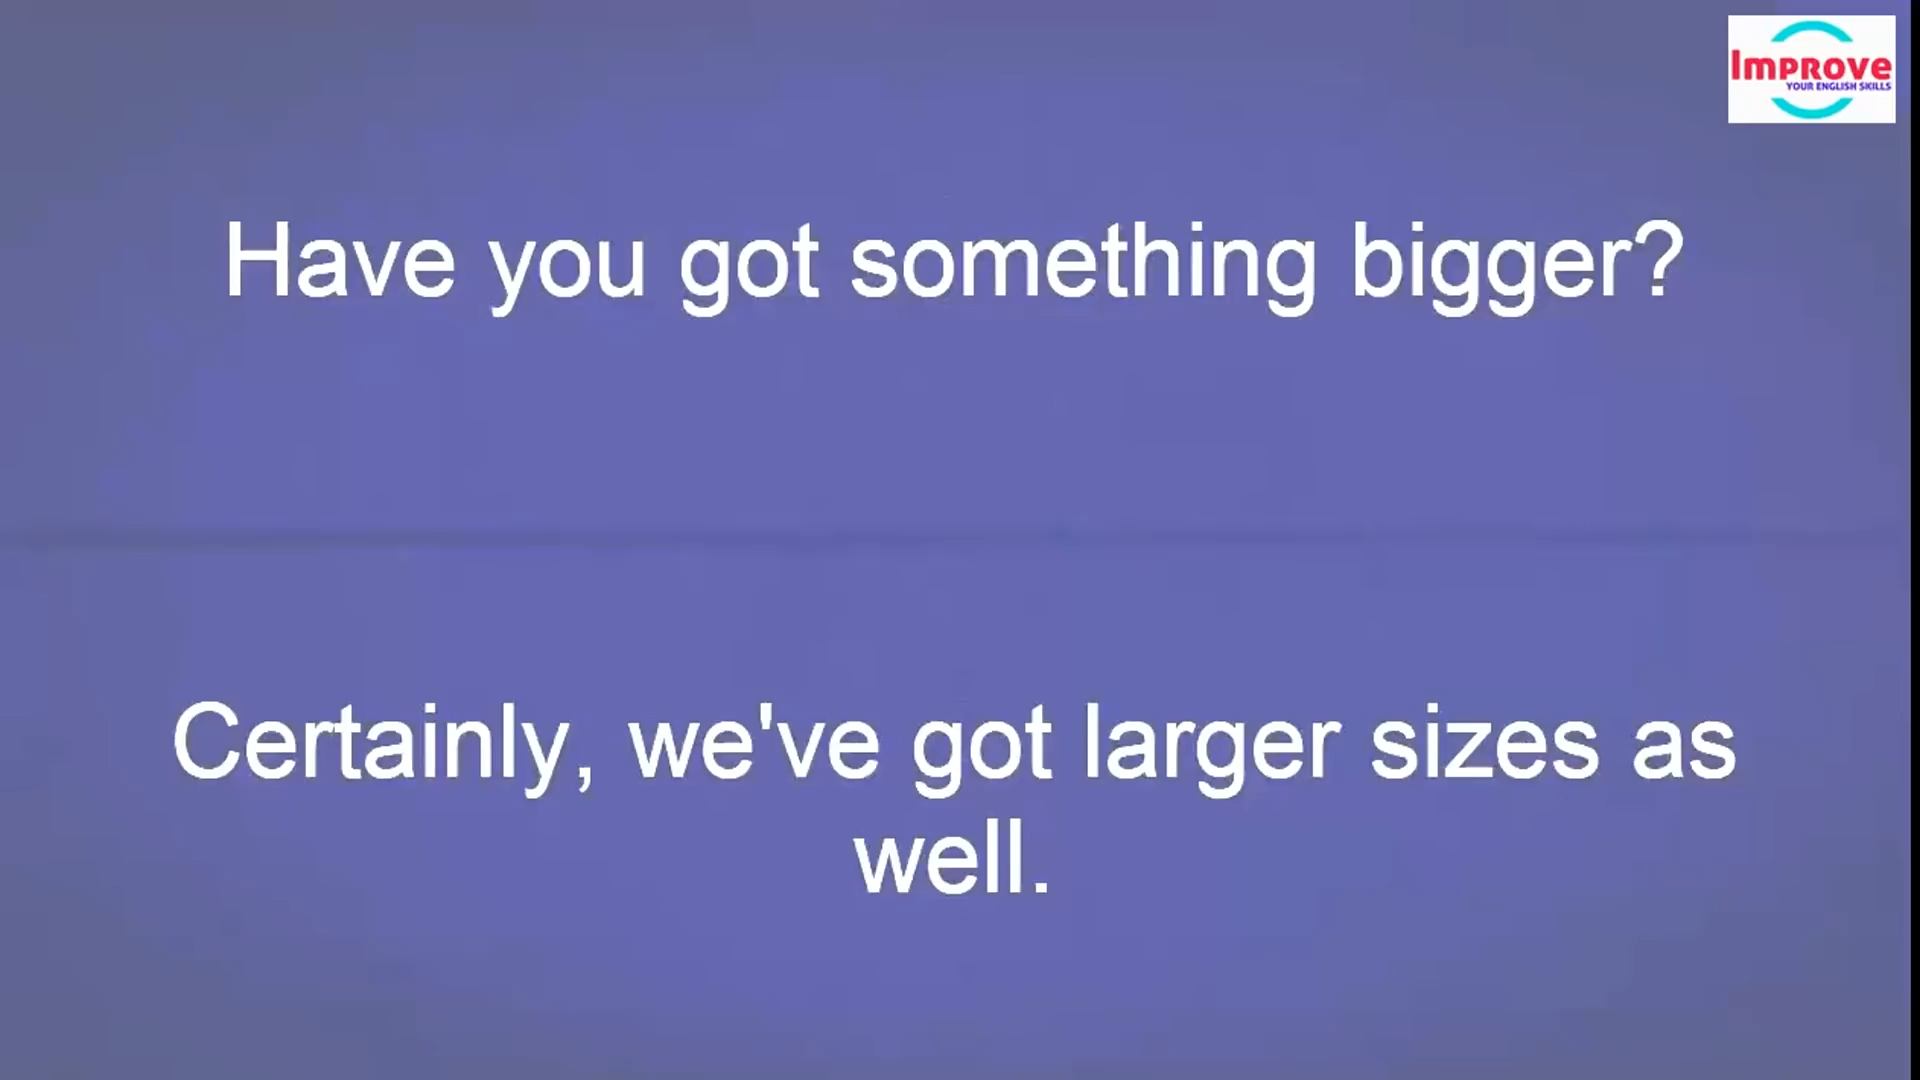 Improve
YOUR ENGLISH SKILLS
Have you got something bigger?
Certainly, we've got larger sizes as
well.